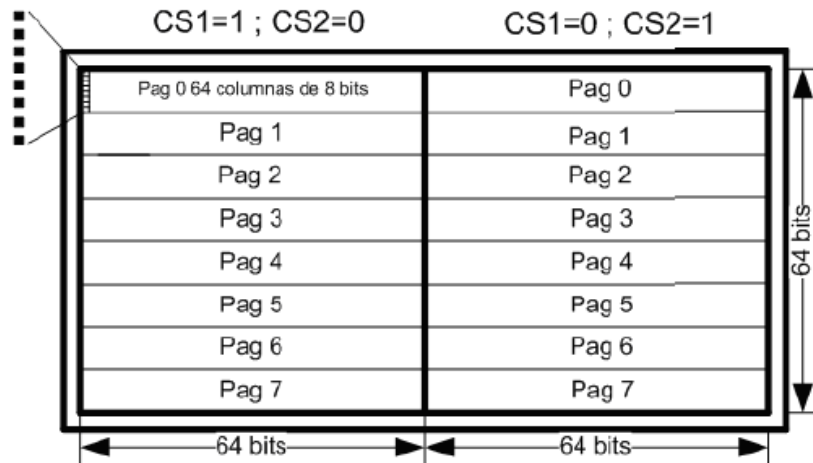 CS1=1 ; CS2=0
CS1=0 ; CS2=1
Pag 0 64 columnas de 8 bits
Pag 0
Pag 1
Pag 1
Pag 2
Pag 2
Pag 3
Pag 3
Pag 4
Pag 4
Pag 5
Pag 5
Pag 6
Pag 6
Pag 7
Pag 7
64 bits
64 bits
64 bits